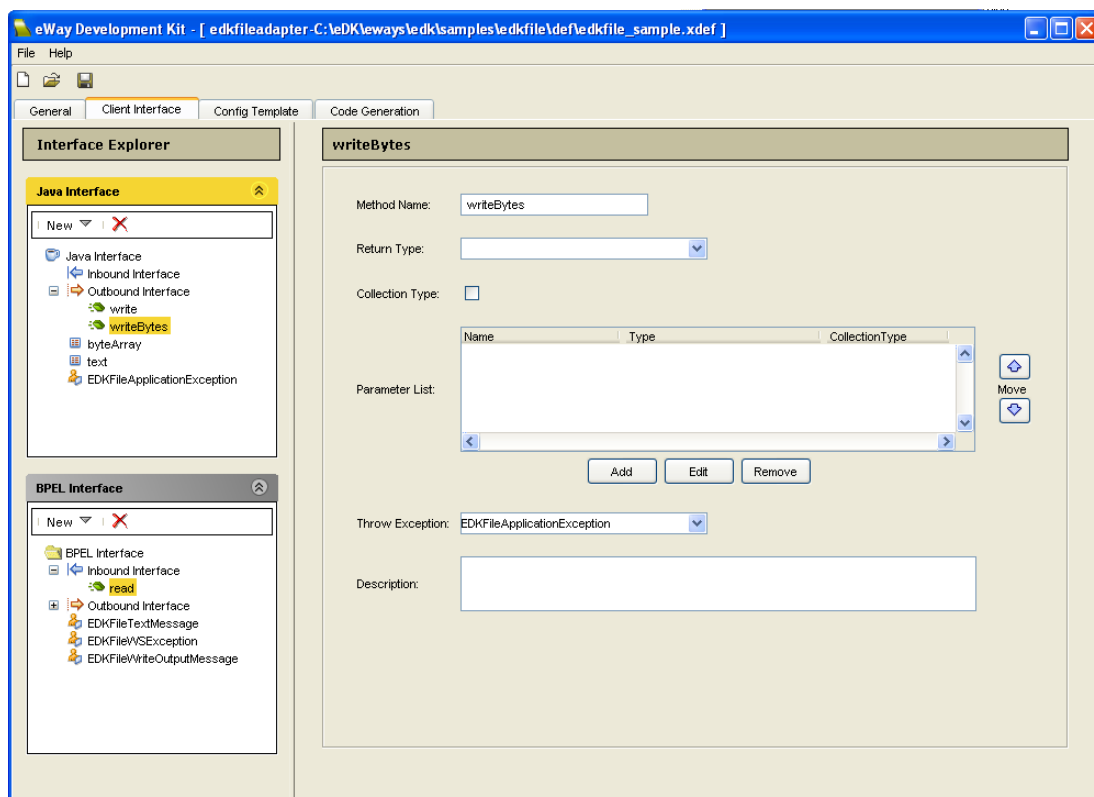 eWay Development Kit - [ edkfileadapter-C:\eDK\eways\edk\samples\edkfile\def\edkfile_sample.xdef ]
File Help
General Client Interface Config Template Code Generation
Interface Explorer
Java Interface
New
Java Interface
Inbound Interface
Outbound Interface
write
writeBytes
byteArray
text
EDKFileApplicationException
BPEL Interface
New
BPEL Interface
Inbound Interface
read
Outbound Interface
EDKFileTextMessage
EDKFileWSException
EDKFileWriteOutputMessage
writeBytes
Method Name: writeBytes
Return Type:
Collection Type:
Name Type CollectionType
Parameter List:
Move
Add Edit Remove
Throw Exception: EDKFileApplicationException
Description: